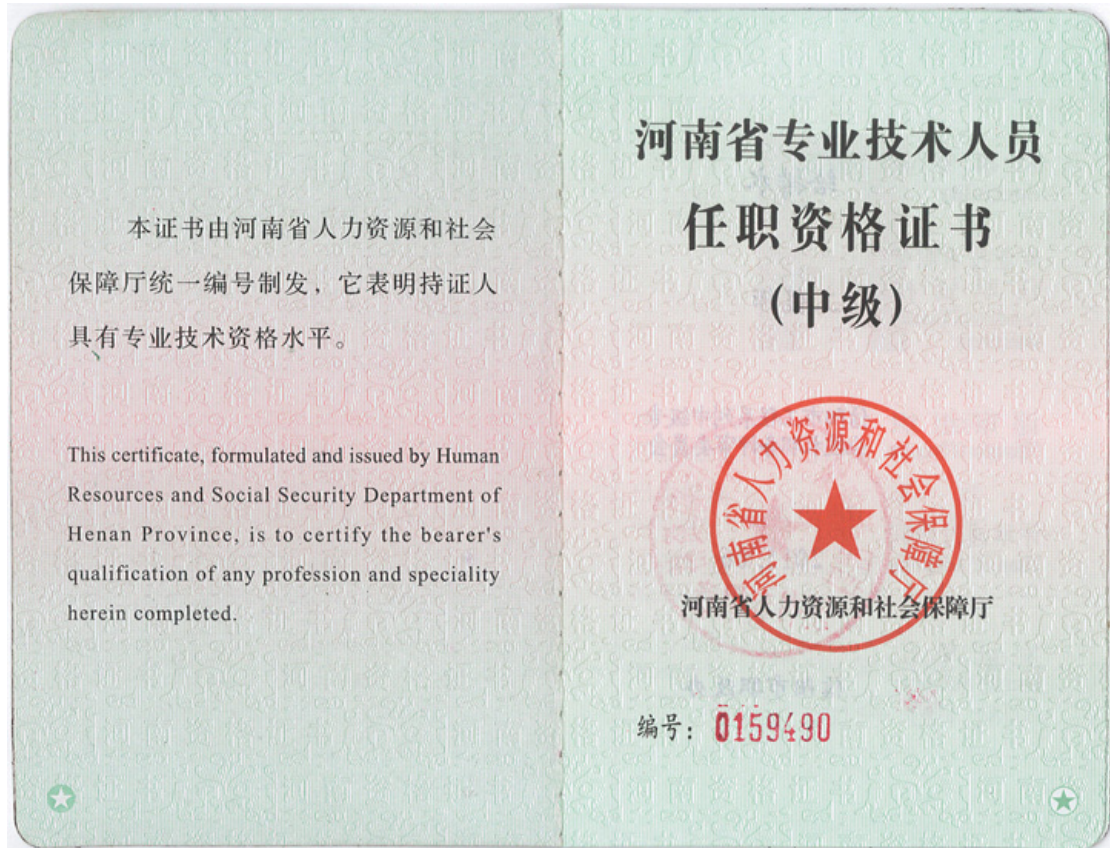 本证书由河南省人力资源和社会
保障厅统一编号制发，它表明持证人
具有专业技术资格水平。
This certificate, formulated and issued by Human
Resources and Social Security Department of
Henan Province, is to certify the bearer's
qualification of any profession and speciality
herein completed.
河南省专业技术人员
任职资格证书
(中级)
河南省人力资源和社会保障厅
河南省人力资源和社会保障厅
编号：0159490